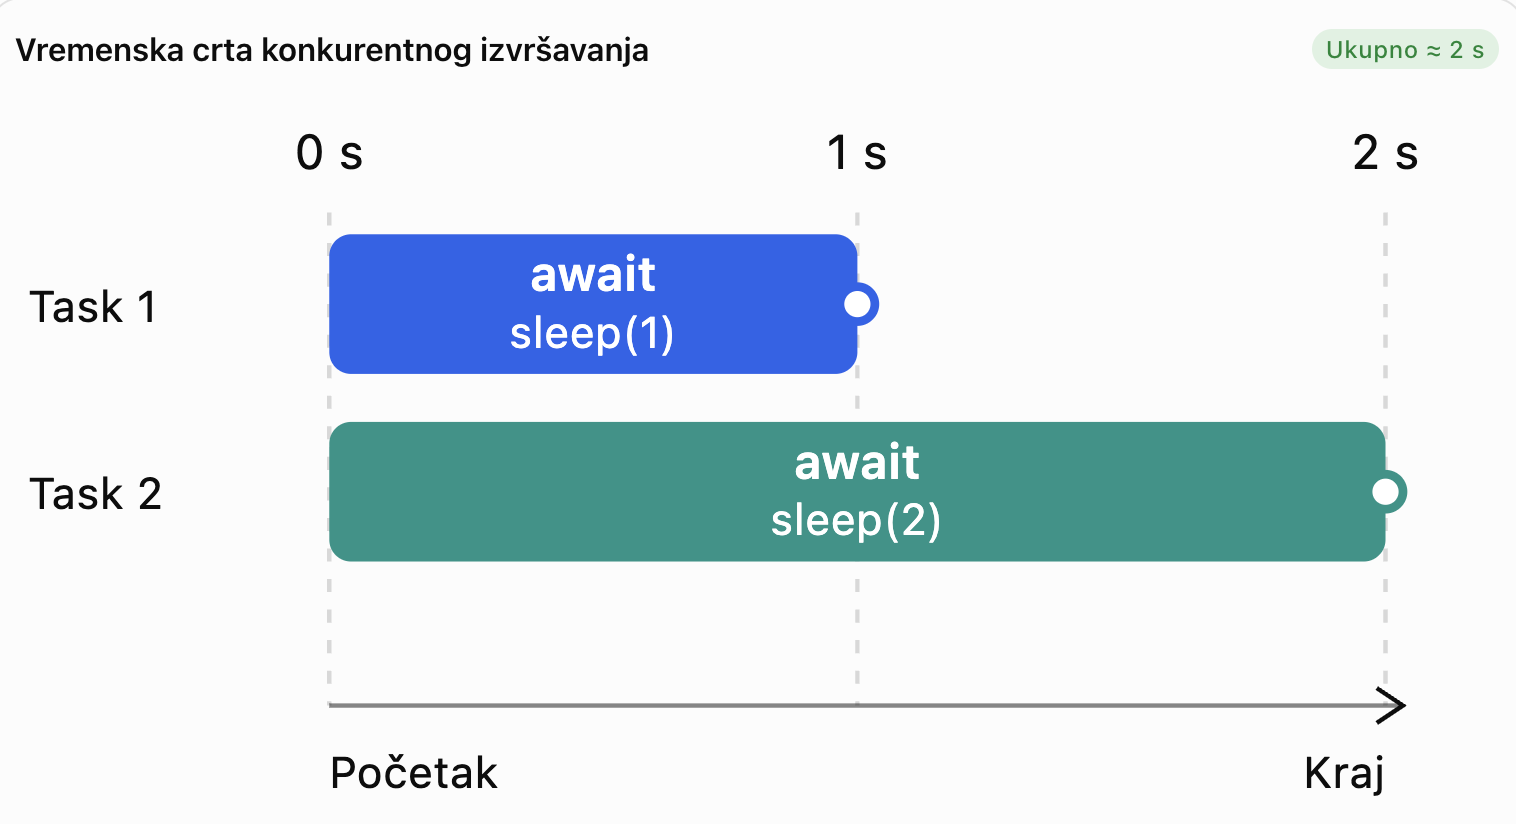 Vremenska crta konkurentnog izvršavanja
Ukupno ≈ 2 s
0 s
1 s
2 s
Task 1
await
sleep(1)
Task 2
await
sleep(2)
Početak
Kraj